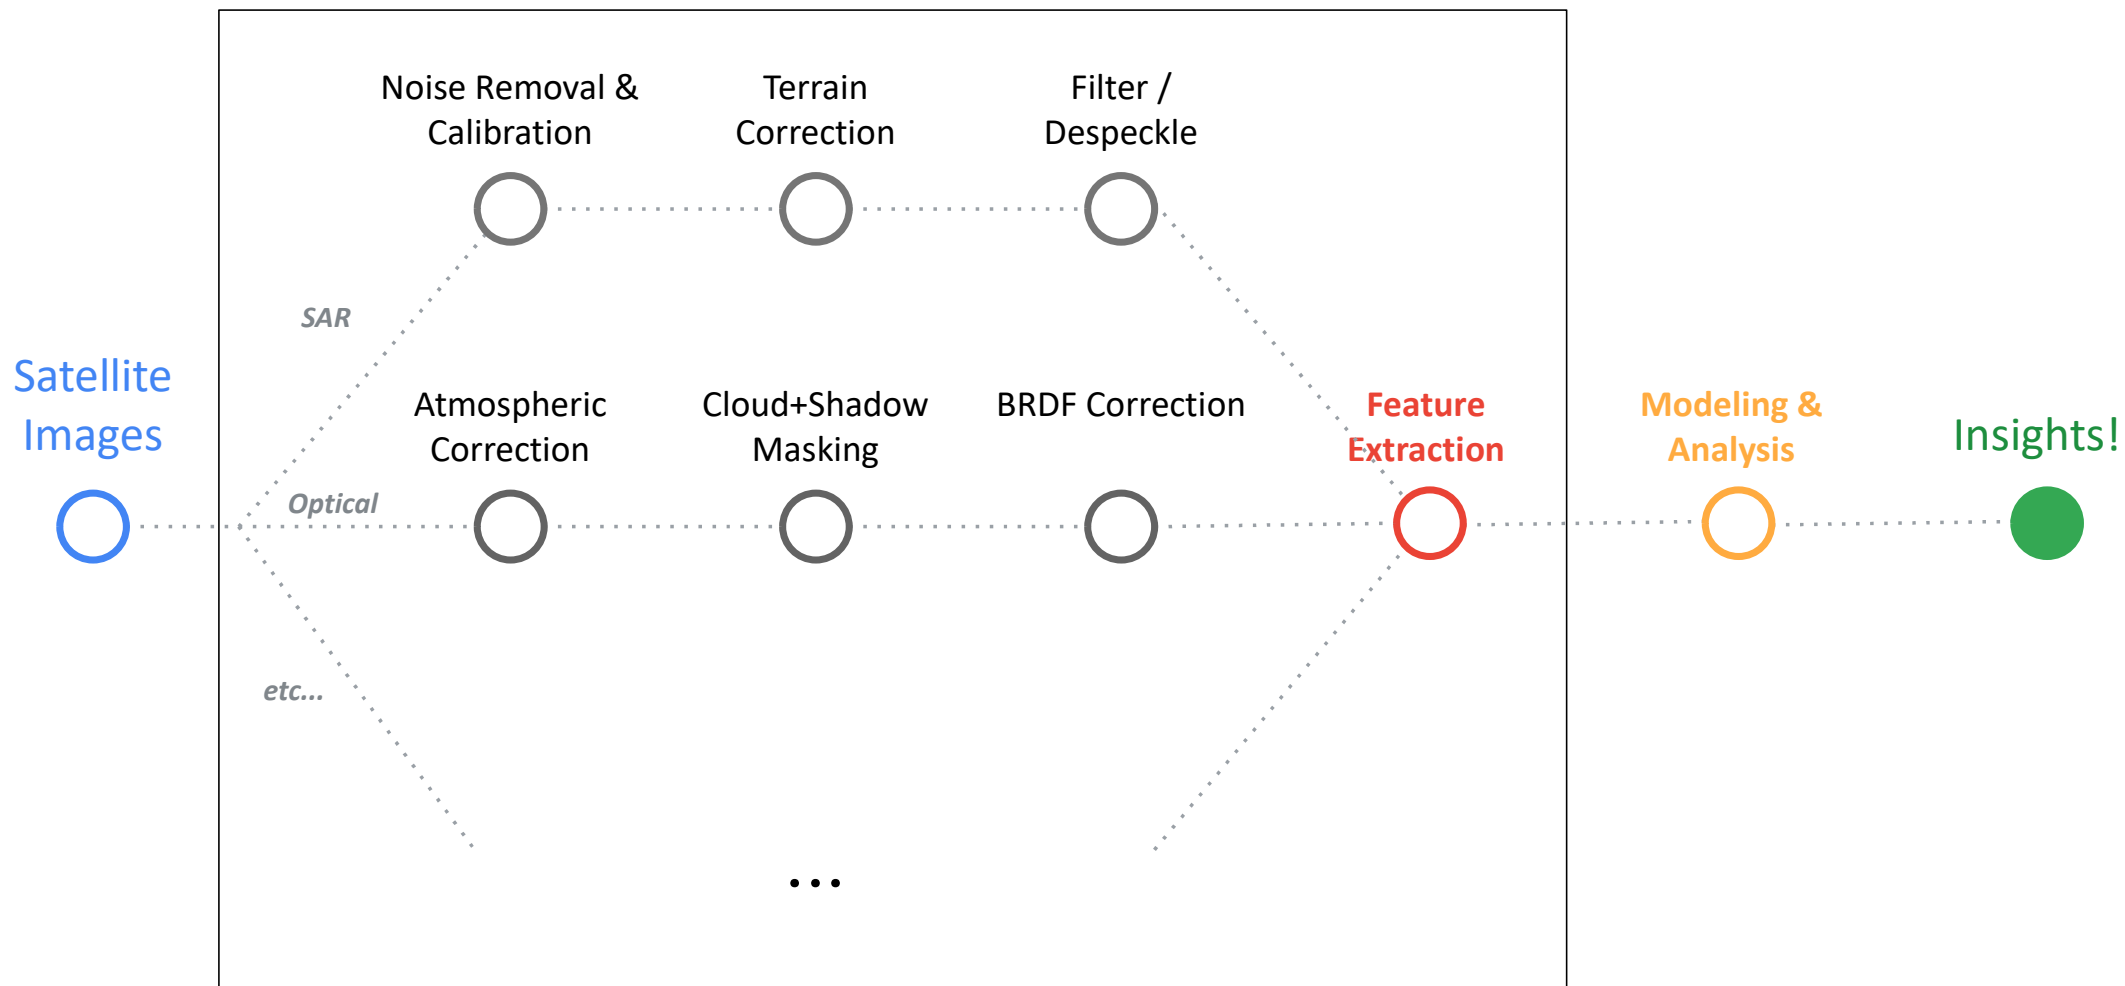 Noise Removal &
Calibration
Terrain
Correction
Filter /
Despeckle
SAR
Satellite
Images
Atmospheric
Correction
Cloud+Shadow
Masking
BRDF Correction
Feature
Extraction
Modeling &
Analysis
Insights!
Optical
etc...
...